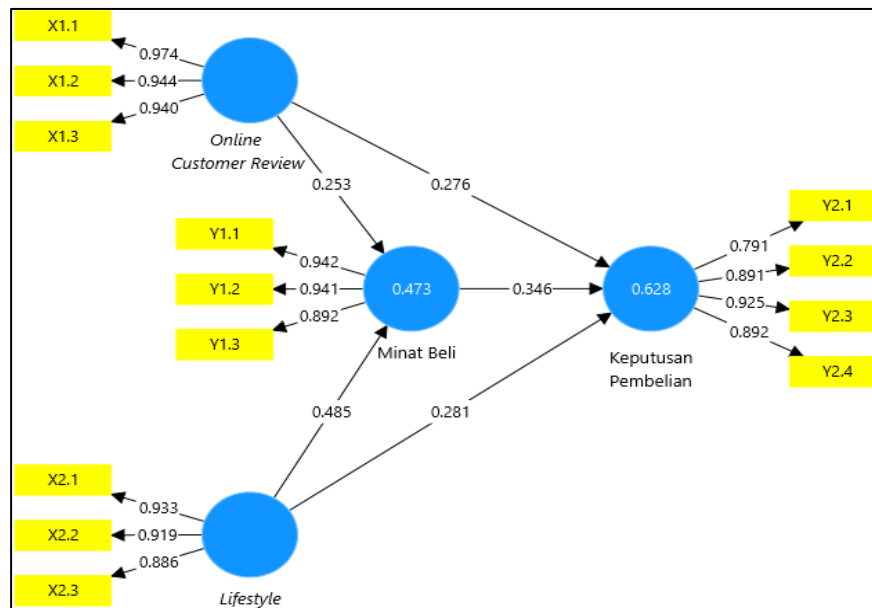 X1.1
0.974
X1.2
0.944
X1.3
0.940
Online
Customer Review
0.253
0.276
Y1.1
0.942
Y1.2
0.941
Y1.3
0.892
0.473
Minat Beli
0.346
0.628
Keputusan
Pembelian
Y2.1
0.791
Y2.2
0.891
Y2.3
0.925
Y2.4
0.892
0.485
0.281
X2.1
0.933
X2.2
0.919
X2.3
0.886
Lifestyle